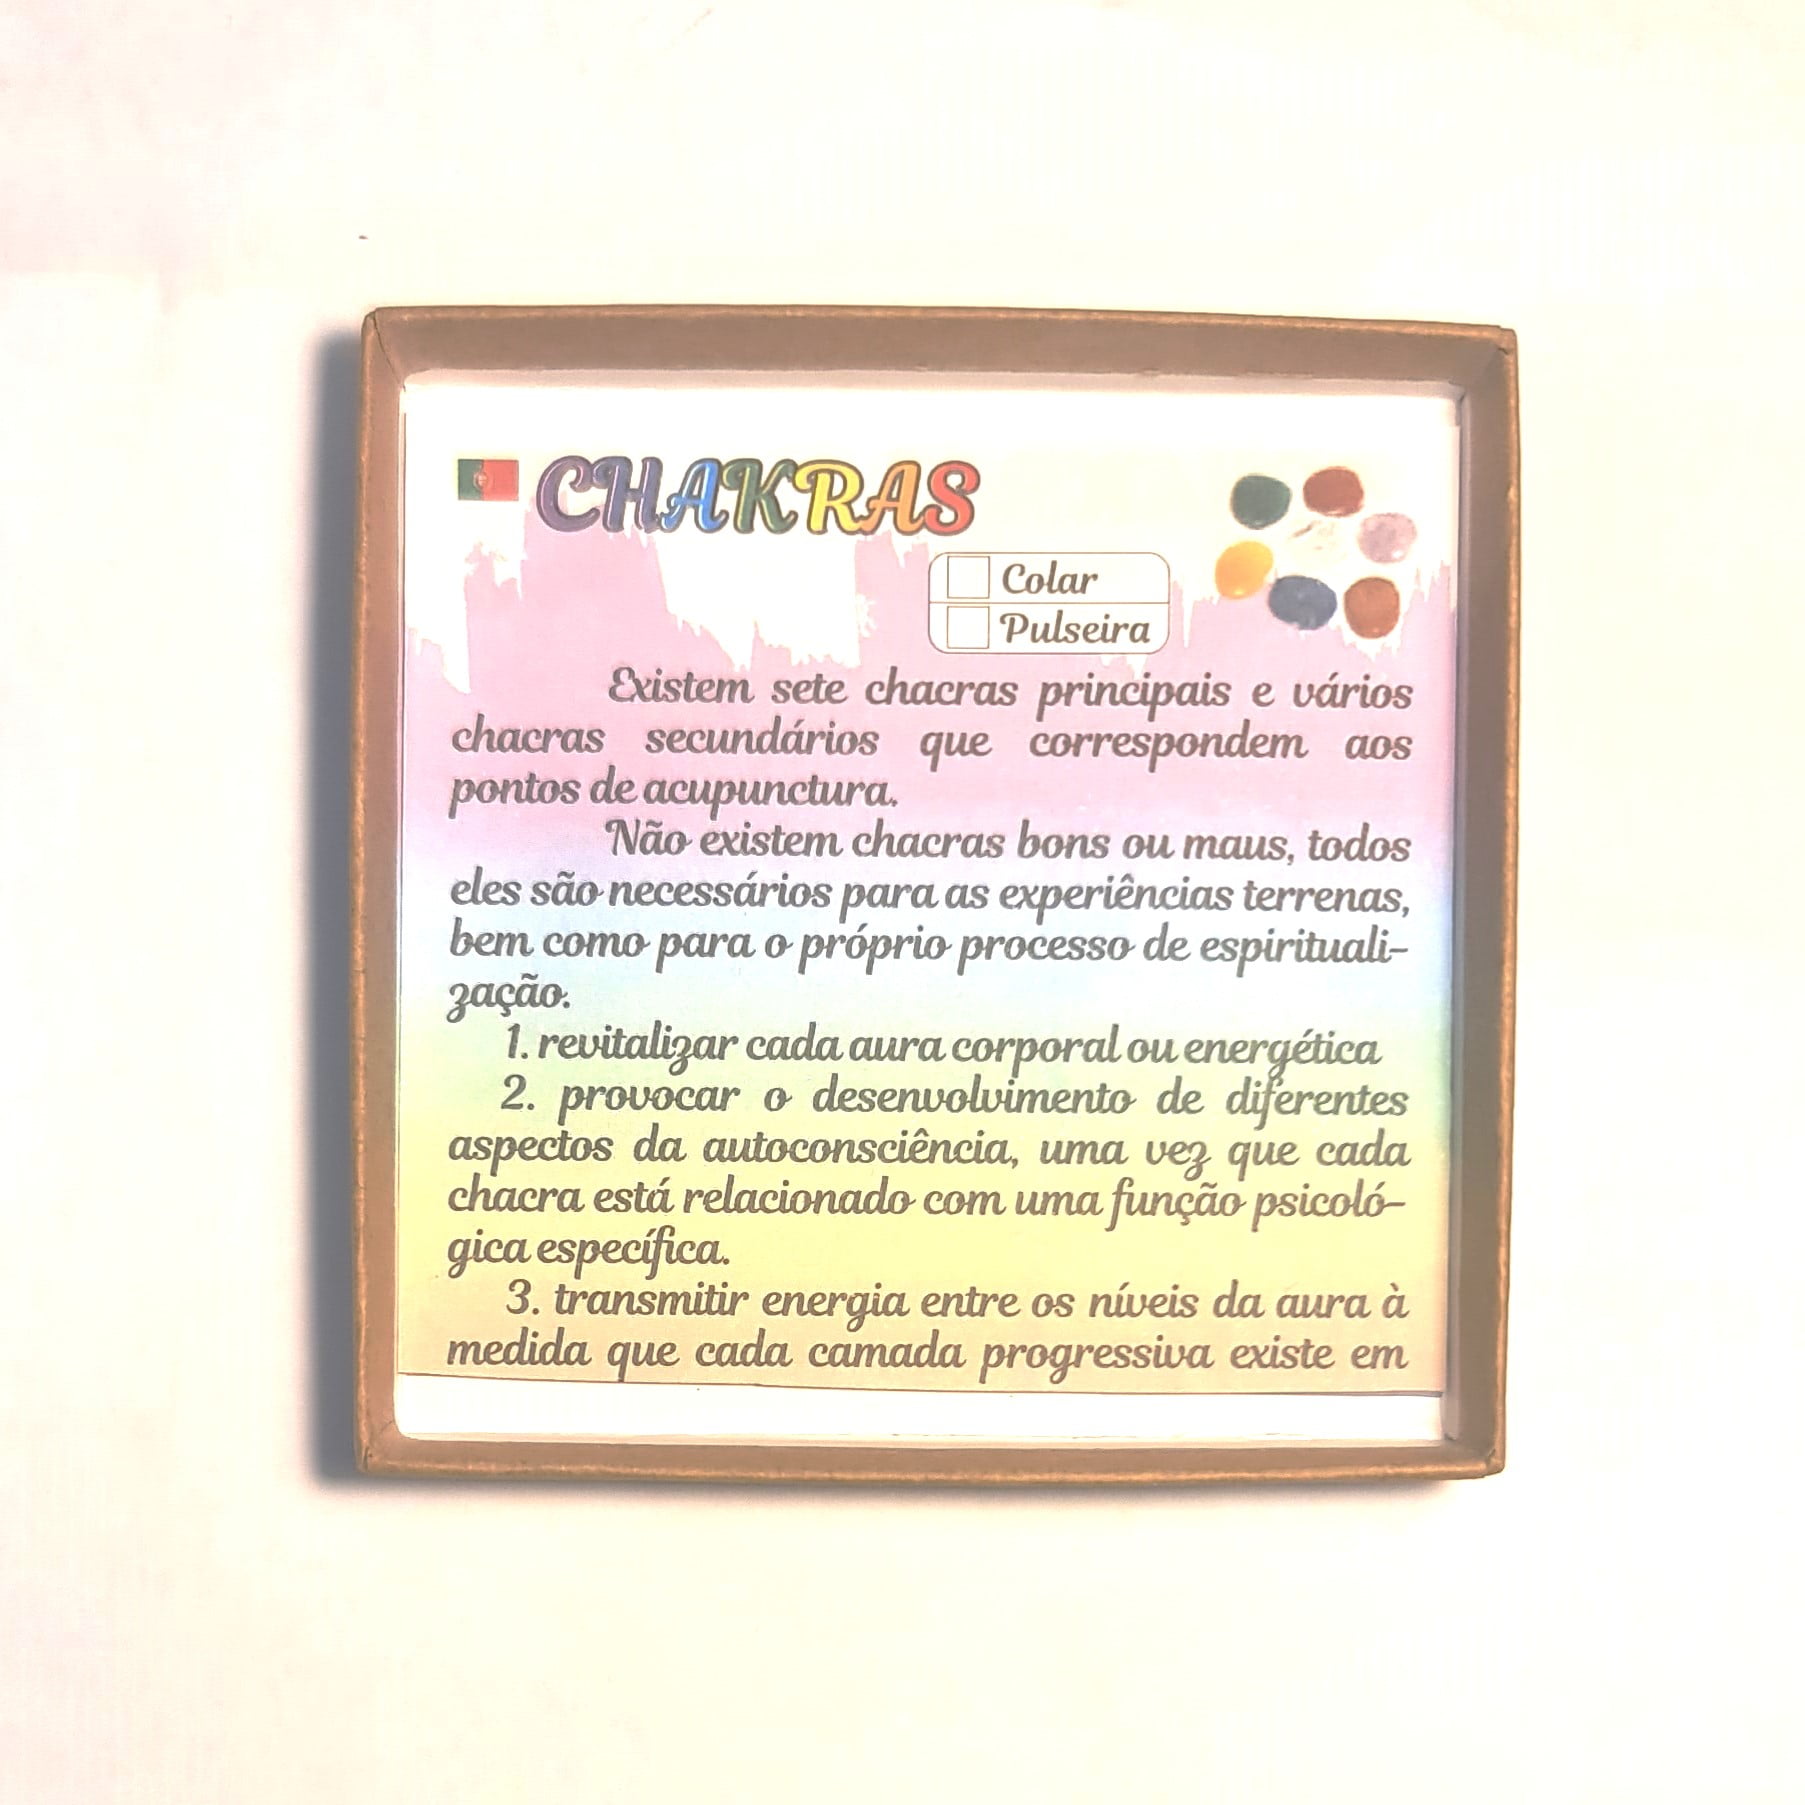 CHAKRAS
Colar
Pulseira
Existem sete chacras principais e vários
chacras secundários que correspondem aos
pontos de acupunctura.
Não existem chacras bons ou maus, todos
eles são necessários para as experiências terrenas,
bem como para o próprio processo de espirituali-
zação.
1. revitalizar cada aura corporal ou energética
2. provocar o desenvolvimento de diferentes
aspectos da autoconsciência, uma vez que cada
chacra está relacionado com uma função psicoló-
gica específica.
3. transmitir energia entre os níveis da aura à
medida que cada camada progressiva existe em